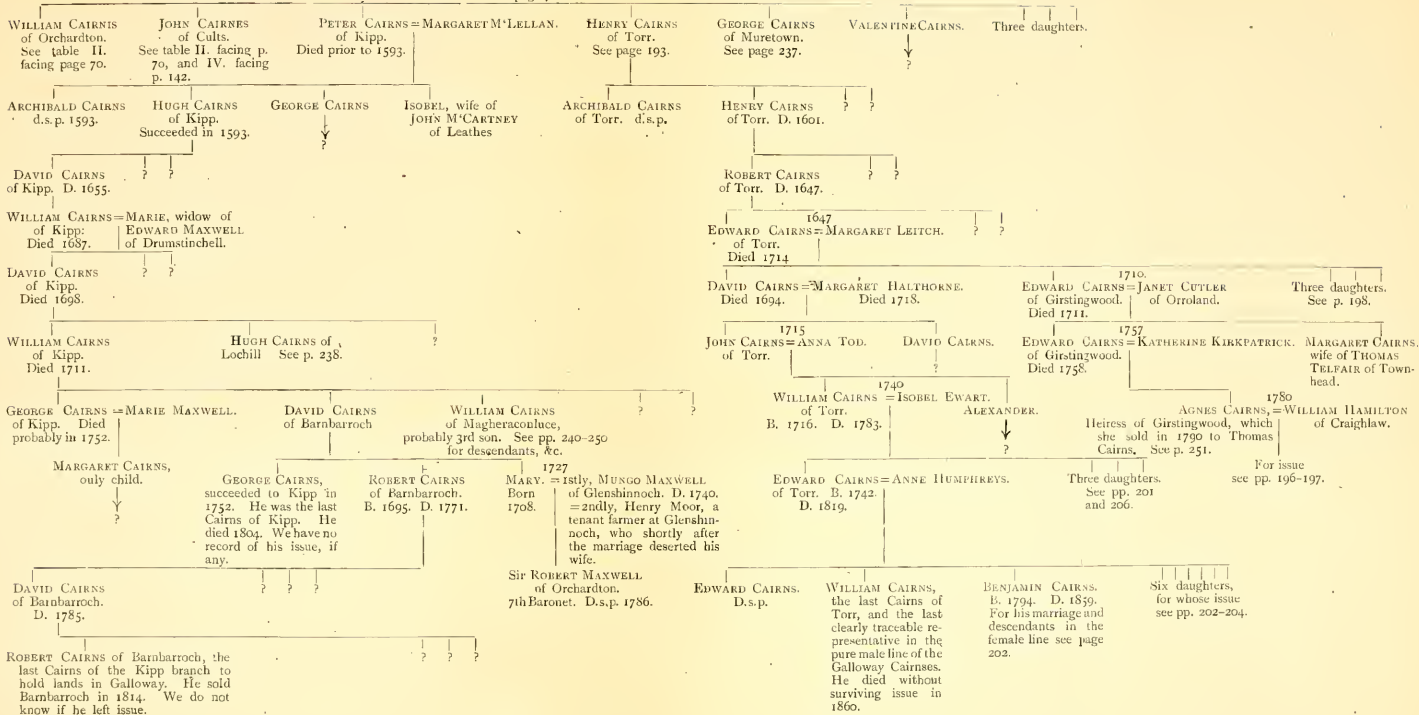 WILLIAM CAIRNIS
of Orchardton.
See table II.
facing page 70.
JOHN CAIRNES
of Cults.
See table II. facing p.
70, and IV. facing
p. 142.
PETER CAIRNS = MARGARET M‘LELLAN.
of Kipp.
Died prior to 1593.
HENRY CAIRNS
of Torr.
See page 193.
GEORGE CAIRNS
of Muretown.
See page 237.
VALENTINE CAIRNS.
?
Three daughters.
ARCHIBALD CAIRNS
d.s.p. 1593.
HUGH CAIRNS
of Kipp.
Succeeded in 1593.
GEORGE CAIRNS
?
ISOBEL, wife of
JOHN M‘CARTNEY
of Leathes
ARCHIBALD CAIRNS
of Torr. d.s.p.
HENRY CAIRNS
of Torr. D. 1601.
? ?
DAVID CAIRNS
of Kipp. D. 1655.
? ?
ROBERT CAIRNS
of Torr. D. 1647.
? ?
WILLIAM CAIRNS = MARIE, widow of
of Kipp: EDWARD MAXWELL
Died 1687. of Drumstinchell.
1647
EDWARD CAIRNS = MARGARET LEITCH.
of Torr.
Died 1714
? ?
DAVID CAIRNS
of Kipp.
Died 1698.
? ?
DAVID CAIRNS = MARGARET HALTHORNE.
Died 1694. Died 1718.
1710.
EDWARD CAIRNS = JANET CUTLER
of Girstingwood. of Orroland.
Died 1711.
Three daughters.
See p. 198.
WILLIAM CAIRNS
of Kipp.
Died 1711.
HUGH CAIRNS of
Lochill See p. 238.
?
1715
JOHN CAIRNS = ANNA TOD.
of Torr.
DAVID CAIRNS.
?
1757
EDWARD CAIRNS = KATHERINE KIRKPATRICK.
of Girstingwood.
Died 1758.
MARGARET CAIRNS,
wife of THOMAS
TELFAIR of Town-
head.
GEORGE CAIRNS = MARIE MAXWELL.
of Kipp. Died
probably in 1752.
DAVID CAIRNS
of Barnbarroch
WILLIAM CAIRNS
of Magheraconluce,
probably 3rd son. See pp. 240-250
for descendants, &c.
? ?
1740
WILLIAM CAIRNS = ISOBEL EWART.
of Torr.
B. 1716. D. 1783.
ALEXANDER.
?
1780
AGNES CAIRNS, = WILLIAM HAMILTON
Heiress of Girstingwood, which of Craighlaw.
she sold in 1790 to Thomas
Cairns. See p. 251.
For issue
see pp. 196-197.
MARGARET CAIRNS,
only child.
?
GEORGE CAIRNS,
succeeded to Kipp in
1752. He was the last
Cairns of Kipp. He
died 1804. We have no
record of his issue, if
any.
ROBERT CAIRNS
of Barnbarroch.
B. 1695. D. 1771.
1727
MARY. = 1stly, MUNGO MAXWELL
Born of Glenshinnoch. D. 1740.
1708. = 2ndly, Henry Moor, a
tenant farmer at Glenshin-
noch, who shortly after
the marriage deserted his
wife.
EDWARD CAIRNS = ANNE HUMPHREYS.
of Torr. B. 1742.
D. 1819.
Three daughters.
See pp. 201
and 206.
DAVID CAIRNS
of Barnbarroch.
D. 1785.
? ? ?
Sir ROBERT MAXWELL
of Orchardton.
7th Baronet. D.s.p. 1786.
EDWARD CAIRNS.
D.s.p.
WILLIAM CAIRNS,
the last Cairns of
Torr, and the last
clearly traceable re-
presentative in the
pure male line of the
Galloway Cairnses.
He died without
surviving issue in
1860.
BENJAMIN CAIRNS.
B. 1794. D. 1859.
For his marriage and
descendants in the
female line see page
202.
Six daughters,
for whose issue
see pp. 202-204.
ROBERT CAIRNS of Barnbarroch, the
last Cairns of the Kipp branch to
hold lands in Galloway. He sold
Barnbarroch in 1814. We do not
know if he left issue.
? ? ?